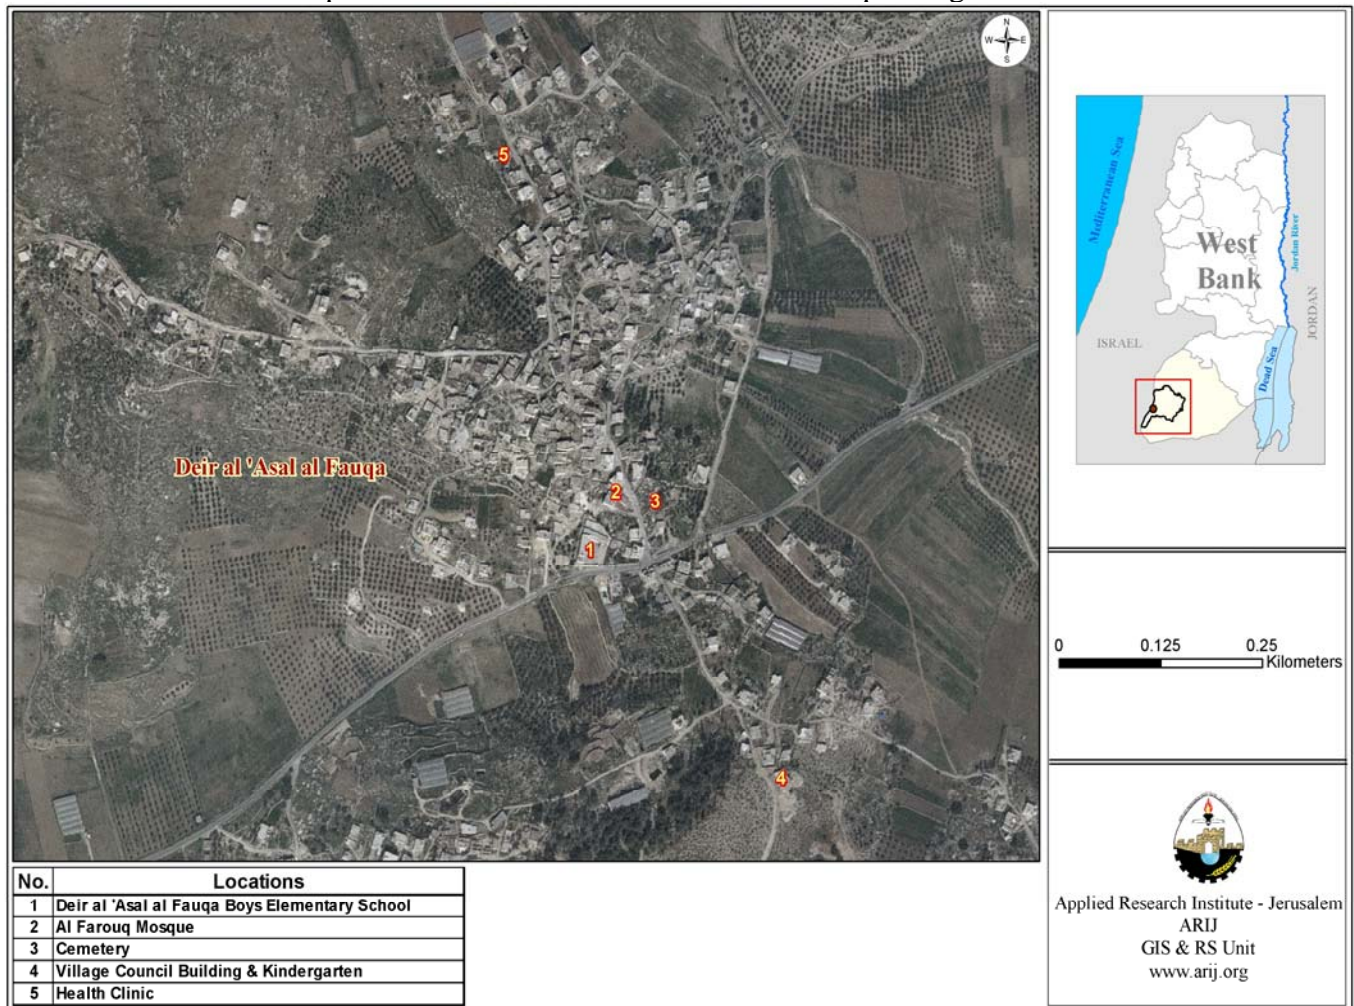 N
W E
S
5
Deir al 'Asal al Fauqa
2
3
1
4
Mediterranean Sea
West
Bank
Jordan River
JORDAN
ISRAEL
Dead Sea
0 0.125 0.25
Kilometers
Applied Research Institute - Jerusalem
ARIJ
GIS & RS Unit
www.arij.org
No. Locations
1 Deir al 'Asal al Fauqa Boys Elementary School
2 Al Farouq Mosque
3 Cemetery
4 Village Council Building & Kindergarten
5 Health Clinic